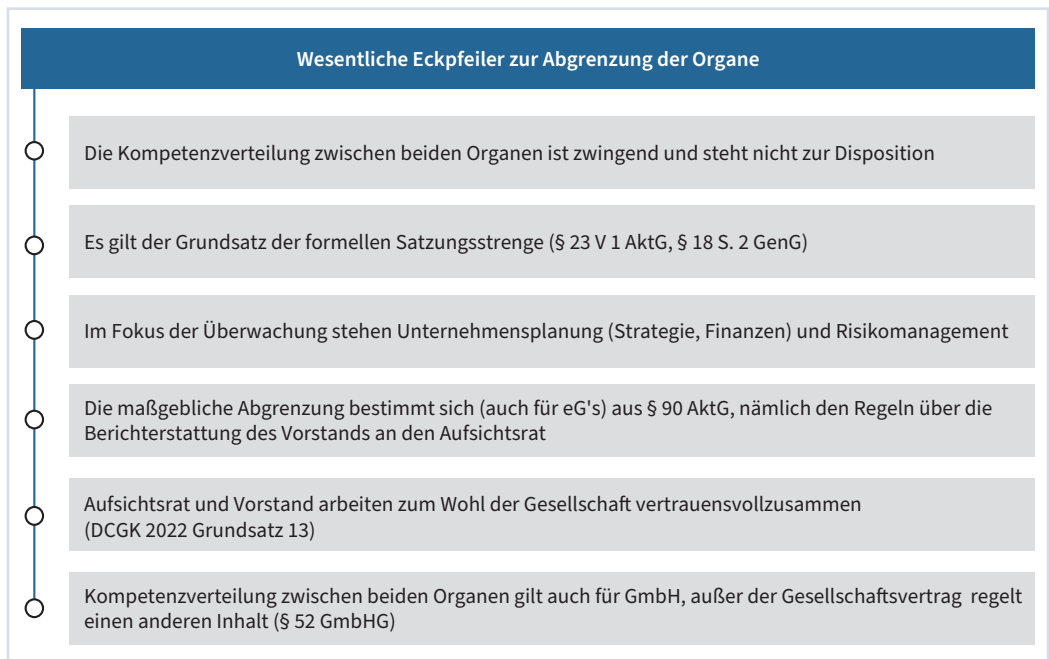 Wesentliche Eckpfeiler zur Abgrenzung der Organe
Die Kompetenzverteilung zwischen beiden Organen ist zwingend und steht nicht zur Disposition
Es gilt der Grundsatz der formellen Satzungsstrenge (§ 23 V 1 AktG, § 18 S. 2 GenG)
Im Fokus der Überwachung stehen Unternehmensplanung (Strategie, Finanzen) und Risikomanagement
Die maßgebliche Abgrenzung bestimmt sich (auch für eG's) aus § 90 AktG, nämlich den Regeln über die
Berichterstattung des Vorstands an den Aufsichtsrat
Aufsichtsrat und Vorstand arbeiten zum Wohl der Gesellschaft vertrauensvollzusammen
(DCGK 2022 Grundsatz 13)
Kompetenzverteilung zwischen beiden Organen gilt auch für GmbH, außer der Gesellschaftsvertrag regelt
einen anderen Inhalt (§ 52 GmbHG)